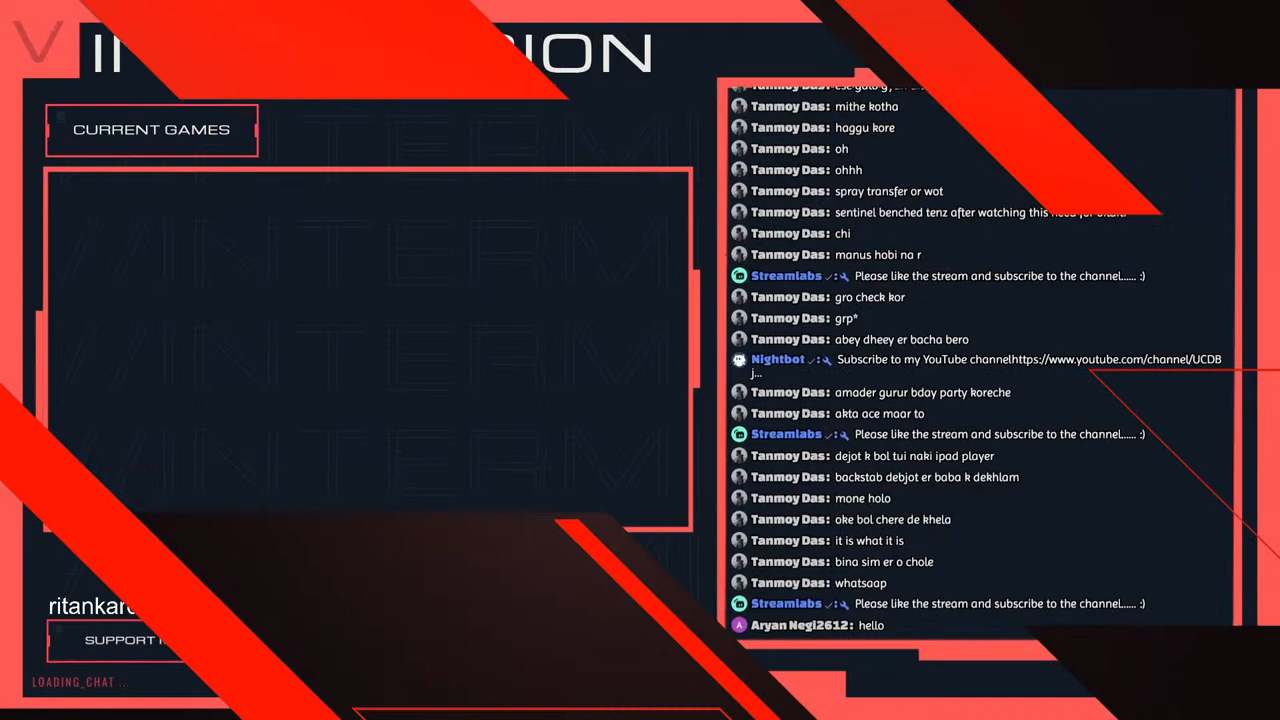 V
ION
CURRENT GAMES
Tanmoy Das:
Tanmoy Das: mithe kotha
Tanmoy Das: haggu kore
Tanmoy Das: oh
Tanmoy Das: ohhh
Tanmoy Das: spray transfer or wot
Tanmoy Das: sentinel benched tenz after watching this
Tanmoy Das: chi
Tanmoy Das: manus hobi na r
Streamlabs : Please like the stream and subscribe to the channel...... :)
Tanmoy Das: gro check kor
Tanmoy Das: grp*
Tanmoy Das: abey dheey er bacha bero
Nightbot : Subscribe to my YouTube channelhttps://www.youtube.com/channel/UCDB
j...
Tanmoy Das: amader gurur bday party koreche
Tanmoy Das: akta ace maar to
Streamlabs : Please like the stream and subscribe to the channel...... :)
Tanmoy Das: dejot k bol tui naki ipad player
Tanmoy Das: backstab debjot er baba k dekhlam
Tanmoy Das: mone holo
Tanmoy Das: oke bol chere de khela
Tanmoy Das: it is what it is
Tanmoy Das: bina sim er o chole
Tanmoy Das: whatsaap
Streamlabs : Please like the stream and subscribe to the channel...... :)
A Aryan Negi2612: hello
ritankar
SUPPORT
LOADING_CHAT ...